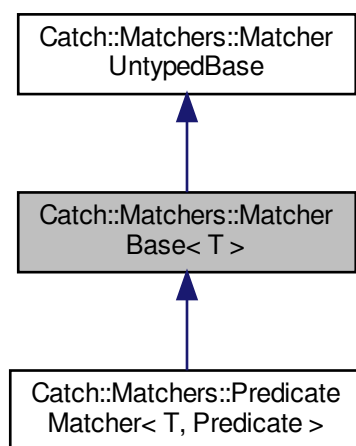 Catch::Matchers::Matcher
UntypedBase
Catch::Matchers::Matcher
Base< T >
Catch::Matchers::Predicate
Matcher< T, Predicate >